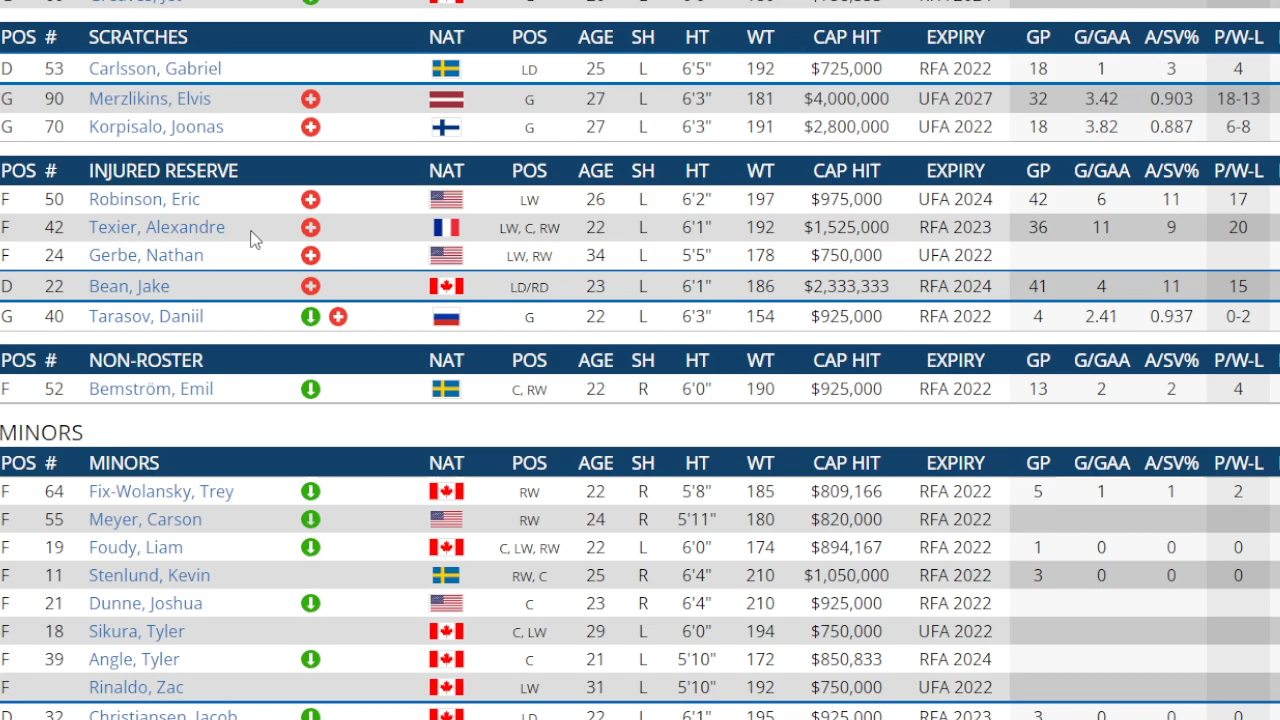 POS # SCRATCHES NAT POS AGE SH HT WT CAP HIT EXPIRY GP G/GAA A/SV% P/W-L
D 53 Carlsson, Gabriel LD 25 L 6'5" 192 $725,000 RFA 2022 18 1 3 4
G 90 Merzlikins, Elvis G 27 L 6'3" 181 $4,000,000 UFA 2027 32 3.42 0.903 18-13
G 70 Korpisalo, Joonas G 27 L 6'3" 191 $2,800,000 UFA 2022 18 3.82 0.887 6-8
POS # INJURED RESERVE NAT POS AGE SH HT WT CAP HIT EXPIRY GP G/GAA A/SV% P/W-L
F 50 Robinson, Eric LW 26 L 6'2" 197 $975,000 UFA 2024 42 6 11 17
F 42 Texier, Alexandre LW, C, RW 22 L 6'1" 192 $1,525,000 RFA 2023 36 11 9 20
F 24 Gerbe, Nathan LW, RW 34 L 5'5" 178 $750,000 UFA 2022
D 22 Bean, Jake LD/RD 23 L 6'1" 186 $2,333,333 RFA 2024 41 4 11 15
G 40 Tarasov, Daniil G 22 L 6'3" 154 $925,000 RFA 2022 4 2.41 0.937 0-2
POS # NON-ROSTER NAT POS AGE SH HT WT CAP HIT EXPIRY GP G/GAA A/SV% P/W-L
F 52 Bemström, Emil C, RW 22 R 6'0" 190 $925,000 RFA 2022 13 2 2 4
MINORS
POS # MINORS NAT POS AGE SH HT WT CAP HIT EXPIRY GP G/GAA A/SV% P/W-L
F 64 Fix-Wolansky, Trey RW 22 R 5'8" 185 $809,166 RFA 2022 5 1 1 2
F 55 Meyer, Carson RW 24 R 5'11" 180 $820,000 RFA 2022
F 19 Foudy, Liam C, LW, RW 22 L 6'0" 174 $894,167 RFA 2022 1 0 0 0
F 11 Stenlund, Kevin RW, C 25 R 6'4" 210 $1,050,000 RFA 2022 3 0 0 0
F 21 Dunne, Joshua C 23 R 6'4" 210 $925,000 RFA 2022
F 18 Sikura, Tyler C, LW 29 L 6'0" 194 $750,000 UFA 2022
F 39 Angle, Tyler C 21 L 5'10" 172 $850,833 RFA 2024
F Rinaldo, Zac LW 31 L 5'10" 192 $750,000 UFA 2022
D 32 Christiansen, Jacob LD 22 L 6'1" 195 $925,000 RFA 2023 3 0 0 0